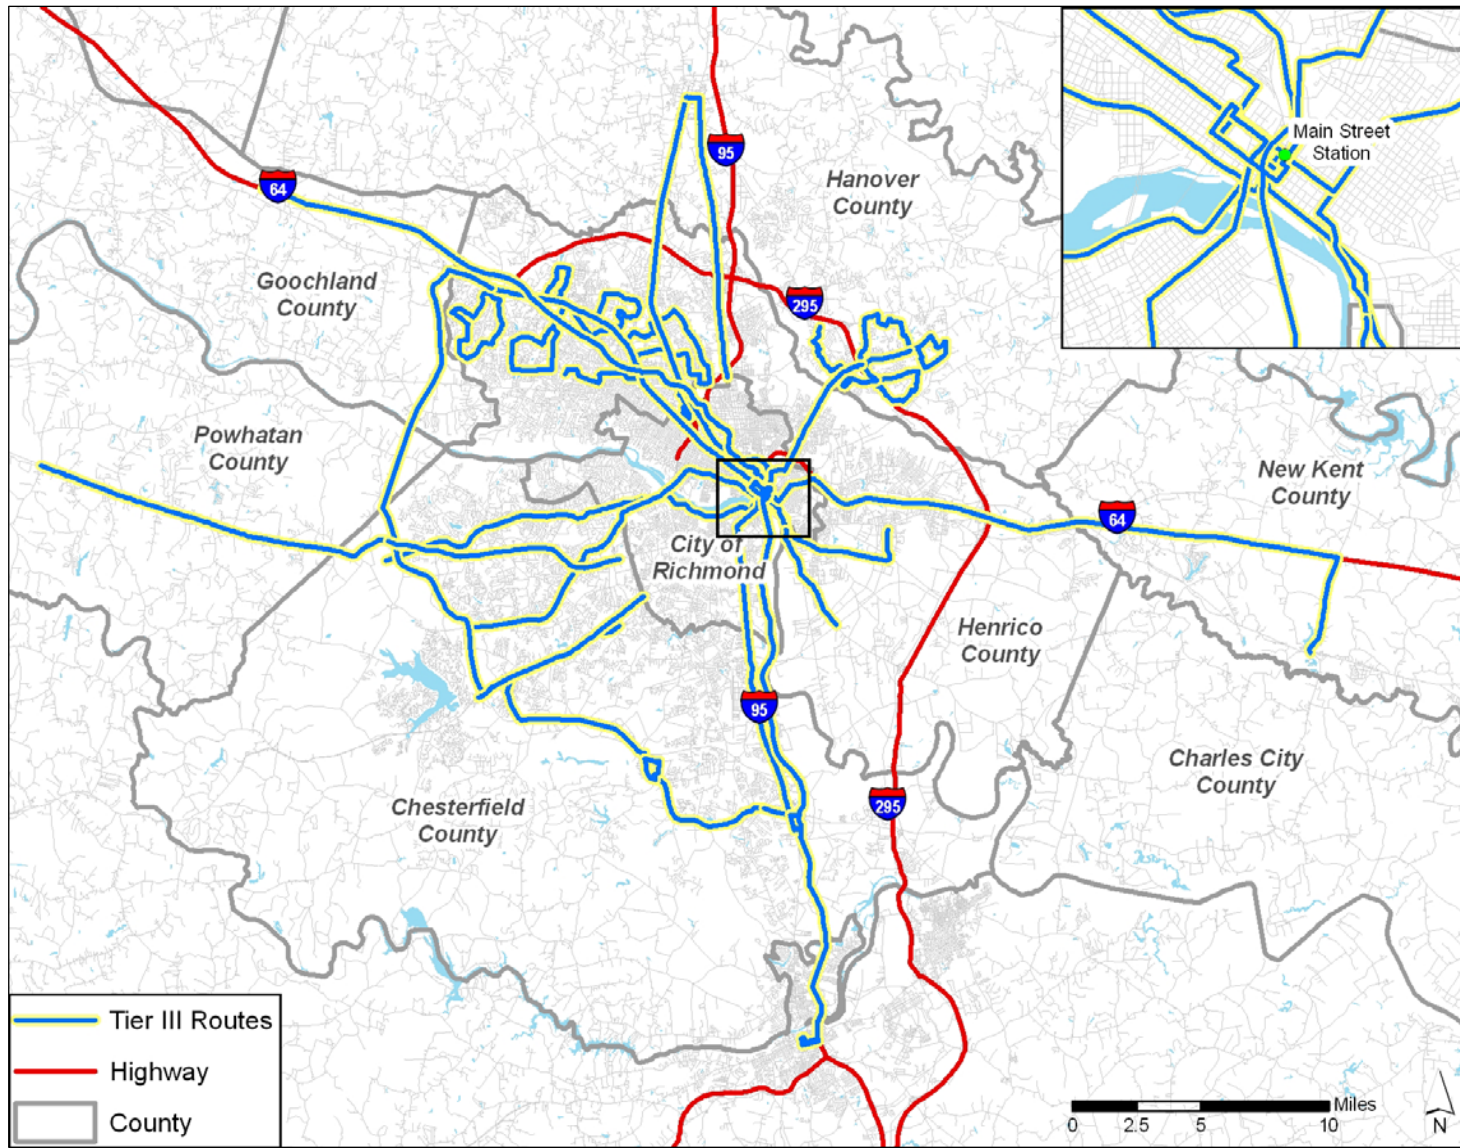 Main Street
Station
95
Hanover
County
64
Goochland
County
295
Powhatan
County
New Kent
County
64
City of
Richmond
Henrico
County
95
Charles City
County
Chesterfield
County
295
Tier III Routes
Highway
County
Miles
0 2.5 5 10
N